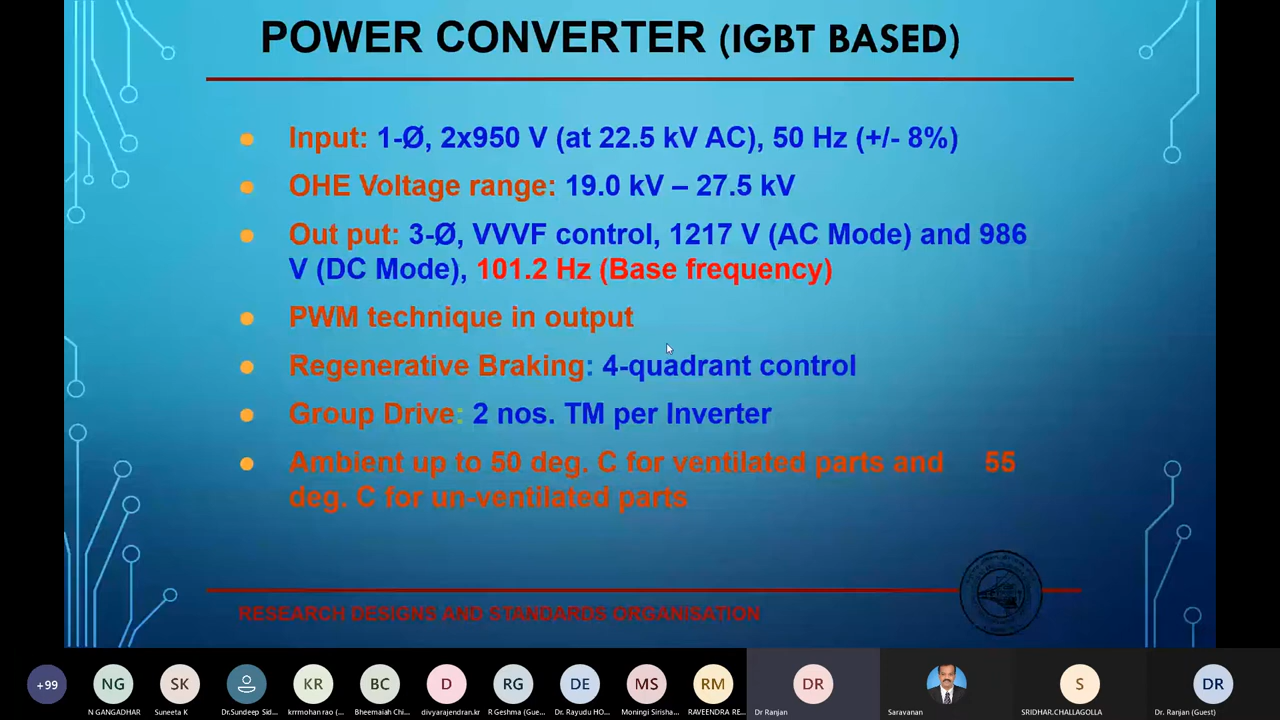 POWER CONVERTER (IGBT BASED)
Input: 1-Ø, 2x950 V (at 22.5 kV AC), 50 Hz (+/- 8%)
OHE Voltage range: 19.0 kV – 27.5 kV
Out put: 3-Ø, VVVF control, 1217 V (AC Mode) and 986
V (DC Mode), 101.2 Hz (Base frequency)
PWM technique in output
Regenerative Braking: 4-quadrant control
Group Drive: 2 nos. TM per Inverter
Ambient up to 50 deg. C for ventilated parts and 55
deg. C for un-ventilated parts
RESEARCH DESIGNS AND STANDARDS ORGANISATION
+99 NG SK KR BC D RG DE MS RM DR S DR
N GANGADHAR Suneeta K Dr.Sundeep Sid... krrmohan rao (... Bheemaiah Chi... divyarajendran.kr R Geshma (Gue... Dr. Rayudu HO... Moningi Sirisha... RAVEENDRA RE... Dr Ranjan Saravanan SRIDHAR.CHALLAGOLLA Dr. Ranjan (Guest)